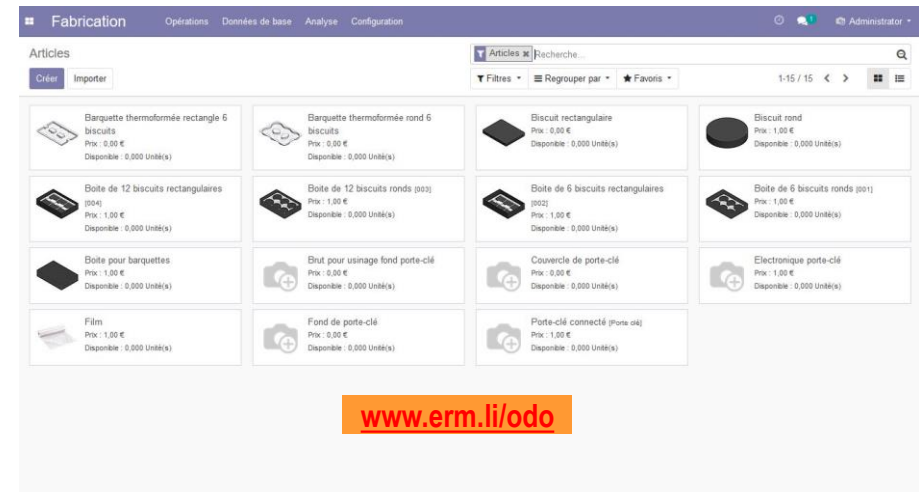 Fabrication Opérations Données de base Analyse Configuration 1 Administrator
Articles
Articles × Recherche...
Créer Importer
Filtres Regrouper par Favoris 1-15 / 15
Barquette thermoformée rectangle 6
biscuits
Prix : 0,00 €
Disponible : 0,000 Unité(s)
Barquette thermoformée rond 6
biscuits
Prix : 0,00 €
Disponible : 0,000 Unité(s)
Biscuit rectangulaire
Prix : 0,00 €
Disponible : 0,000 Unité(s)
Biscuit rond
Prix : 1,00 €
Disponible : 0,000 Unité(s)
Boite de 12 biscuits rectangulaires
[004]
Prix : 1,00 €
Disponible : 0,000 Unité(s)
Boite de 12 biscuits ronds [003]
Prix : 1,00 €
Disponible : 0,000 Unité(s)
Boite de 6 biscuits rectangulaires
[002]
Prix : 1,00 €
Disponible : 0,000 Unité(s)
Boite de 6 biscuits ronds [001]
Prix : 1,00 €
Disponible : 0,000 Unité(s)
Boite pour barquettes
Prix : 1,00 €
Disponible : 0,000 Unité(s)
Brut pour usinage fond porte-clé
Prix : 0,00 €
Disponible : 0,000 Unité(s)
Couvercle de porte-clé
Prix : 0,00 €
Disponible : 0,000 Unité(s)
Electronique porte-clé
Prix : 1,00 €
Disponible : 0,000 Unité(s)
Film
Prix : 1,00 €
Disponible : 0,000 Unité(s)
Fond de porte-clé
Prix : 0,00 €
Disponible : 0,000 Unité(s)
Porte-clé connecté [Porte clé]
Prix : 1,00 €
Disponible : 0,000 Unité(s)
www.erm.li/odo